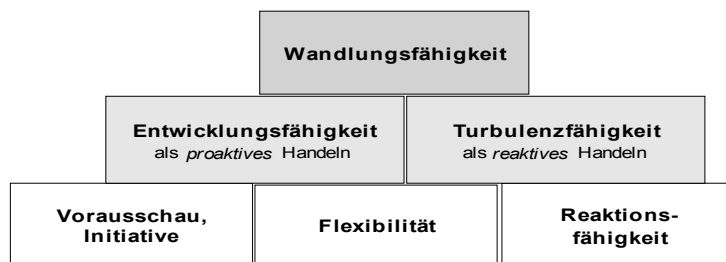 Wandlungsfähigkeit
Entwicklungsfähigkeit
als proaktives Handeln
Turbulenzfähigkeit
als reaktives Handeln
Vorausschau,
Initiative
Flexibilität
Reaktions-
fähigkeit